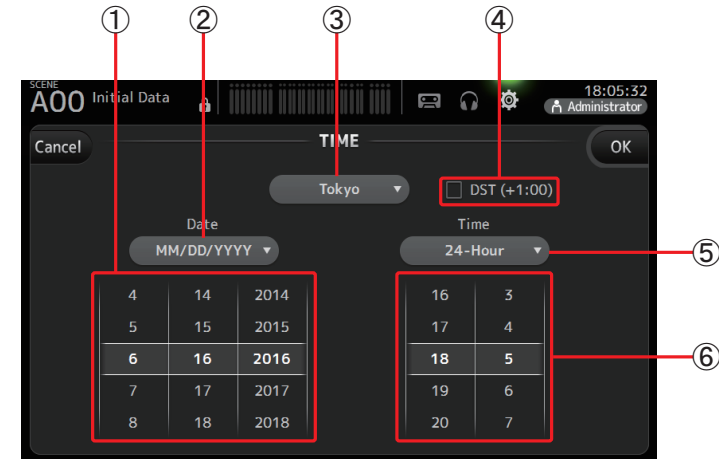 ① ② ③ ④
SCENE
A00 Initial Data 18:05:32
Administrator
Cancel TIME OK
Tokyo ▼ DST (+1:00)
Date Time
MM/DD/YYYY ▼ 24-Hour ▼ ⑤
4 14 2014 16 3
5 15 2015 17 4
6 16 2016 18 5 ⑥
7 17 2017 19 6
8 18 2018 20 7